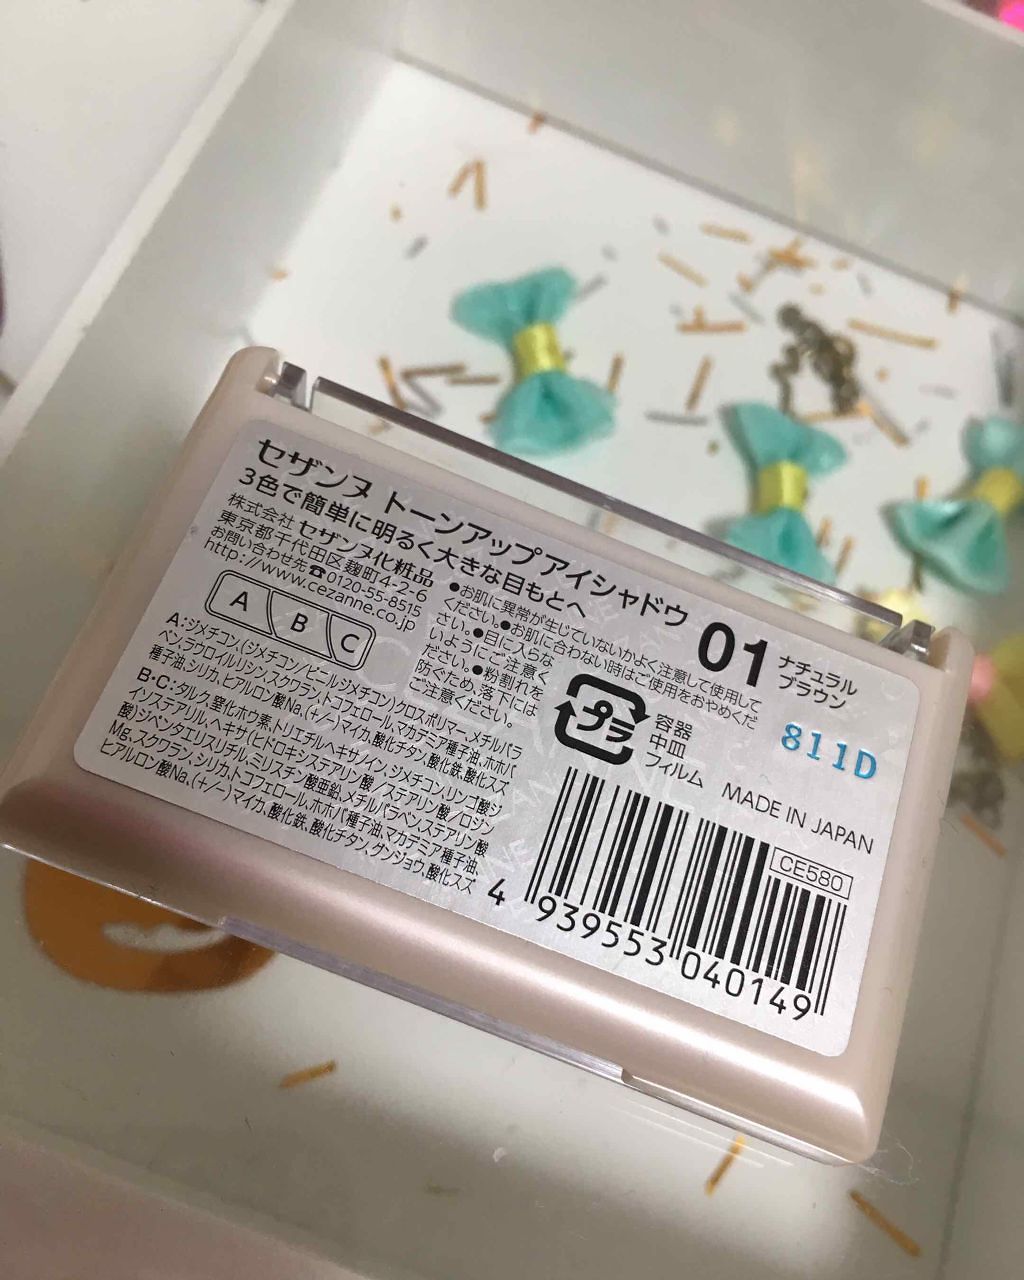 セザンヌ トーンアップアイシャドウ
3色で簡単に明るく大きな目もとへ
01 ナチュラル
ブラウン
株式会社 セザンヌ化粧品
東京都千代田区麹町4-2-6
お問い合わせ先☎0120-55-8515
http://www.cezanne.co.jp
A B C
●お肌に異常が生じていないかよく注意して使用して
ください。●お肌に合わない時はご使用をおやめくだ
さい。●目に入らな
いようにご注意く
ださい。●粉割れを
防ぐため、落下には
ご注意ください。
A:ジメチコン、(ジメチコン/ビニルジメチコン)クロスポリマー、メチルパラ
ベン、ラウロイルリシン、スクワラン、トコフェロール、マカデミア種子油、ホホバ
種子油、シリカ、ヒアルロン酸Na、(+/−)マイカ、酸化チタン、酸化鉄、酸化スズ
B・C:タルク、窒化ホウ素、トリエチルヘキサノイン、ジメチコン、リンゴ酸ジ
イソステアリル、ヘキサ(ヒドロキシステアリン酸/ステアリン酸/ロジン
酸)ジペンタエリスリチル、ミリスチン酸亜鉛、メチルパラベン、ステアリン酸
Mg、スクワラン、シリカ、トコフェロール、ホホバ種子油、マカデミア種子油、
ヒアルロン酸Na、(+/−)マイカ、酸化鉄、酸化チタン、グンジョウ、酸化スズ
プラ
容器
中皿
フィルム
811D
MADE IN JAPAN
CE580
4 939553 040149